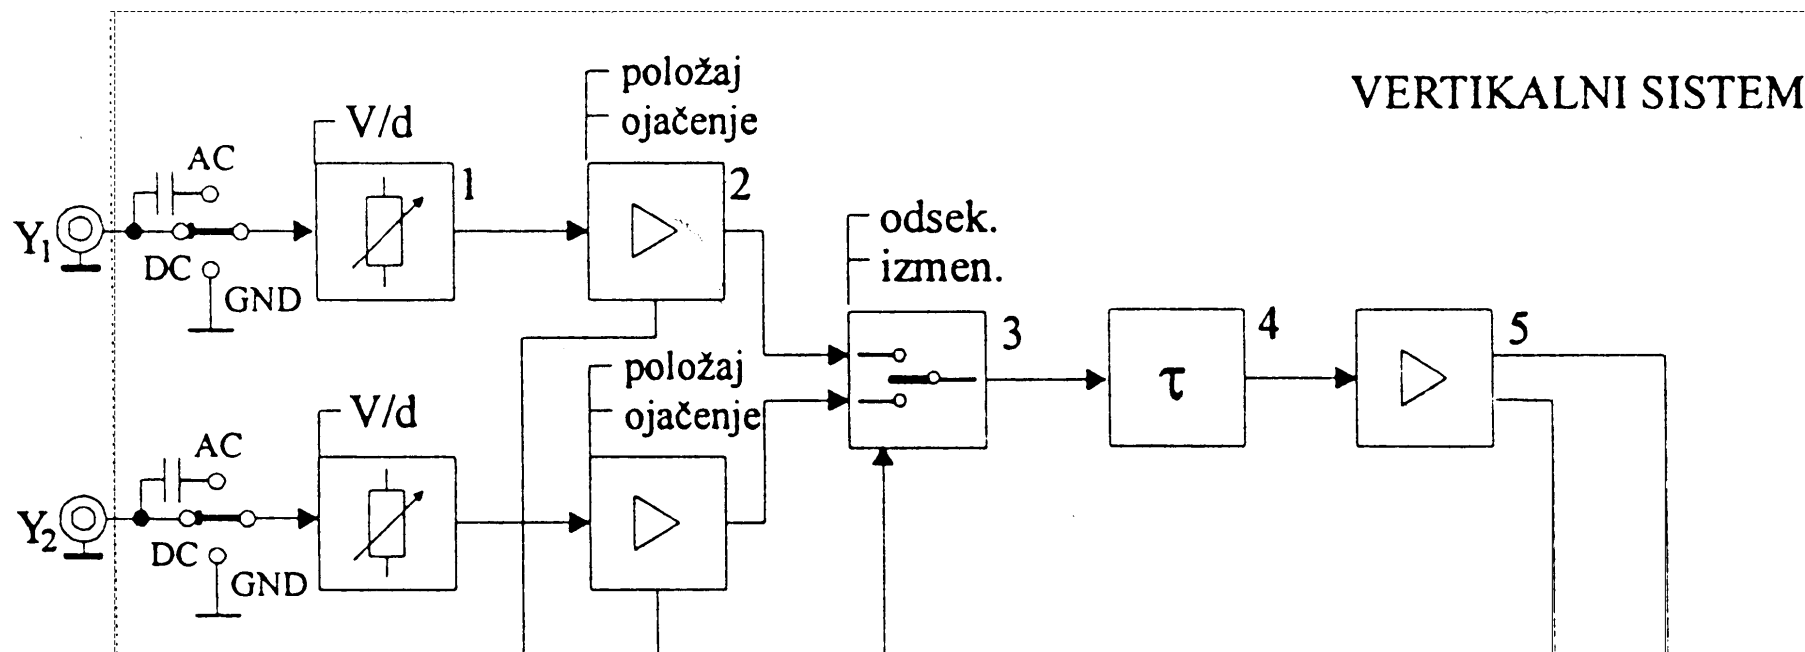 VERTIKALNI SISTEM
položaj
ojačenje
V/d
AC
1
2
Y1
DC
GND
odsek.
izmen.
3
τ
4
5
položaj
ojačenje
V/d
AC
Y2
DC
GND